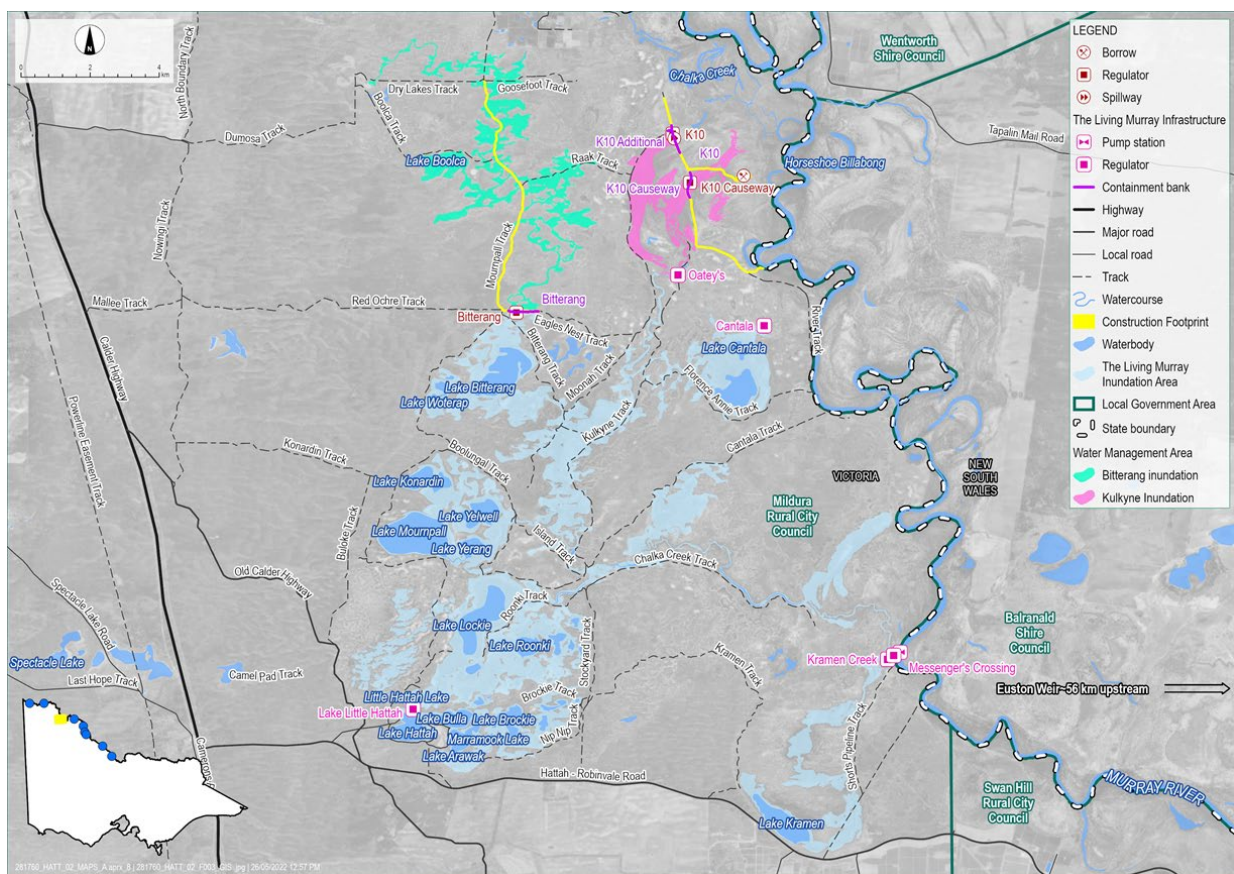 N
0 2 4
km
North Boundary Track
Dry Lakes Track
Goosefoot Track
Boolca Track
Dumosa Track
Lake Boolca
Raak Track
Nowingi Track
Mournpall Track
Mallee Track
Red Ochre Track
Bitterang
Bitterang
Eagles Nest Track
Bitterang Track
Moonah Track
Calder Highway
Powerline Easement Track
Chalka Creek
K10
K10 Additional
K10
K10 Causeway
K10 Causeway
Oatey's
Cantala
Lake Cantala
River Track
Florence Annie Track
Kulkyne Track
Cantala Track
Wentworth
Shire Council
Tapalin Mail Road
Horseshoe Billabong
Lake Bitterang
Lake Woterap
Konardin Track
Boolungal Track
Lake Konardin
Lake Yelwell
Lake Mournpall
Lake Yerang
Buloke Track
Island Track
Chalka Creek Track
Old Calder Highway
Roonki Track
Lake Lockie
Lake Roonki
Stockyard Track
Spectacle Lake Road
Spectacle Lake
Last Hope Track
Camel Pad Track
Little Hattah Lake
Lake Little Hattah
Brockie Track
Lake Bulla
Lake Brockie
Lake Hattah
Marramook Lake
Nip Nip Track
Lake Arawak
Hattah - Robinvale Road
Kramen Track
Kramen Creek
Messenger's Crossing
Shorts Pipeline Track
Lake Kramen
VICTORIA
NEW
SOUTH
WALES
Mildura
Rural City
Council
Balranald
Shire
Council
Euston Weir~56 km upstream
Swan Hill
Rural City
Council
MURRAY RIVER
LEGEND
Borrow
Regulator
Spillway
The Living Murray Infrastructure
Pump station
Regulator
Containment bank
Highway
Major road
Local road
Track
Watercourse
Construction Footprint
Waterbody
The Living Murray
Inundation Area
Local Government Area
State boundary
Water Management Area
Bitterang inundation
Kulkyne Inundation